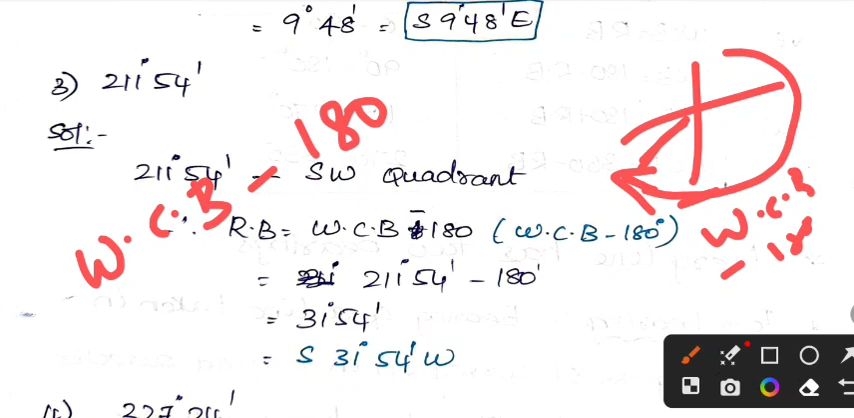 = 9° 48' = S 9°48' E
3) 211° 54'
Sol:-
211° 54' — SW Quadrant
W.C.B - 180
∴ R.B = W.C.B - 180 (W.C.B - 180°)
W.C.B
- 180
= 211° 54' - 180'
= 31° 54'
= S 31° 54' W